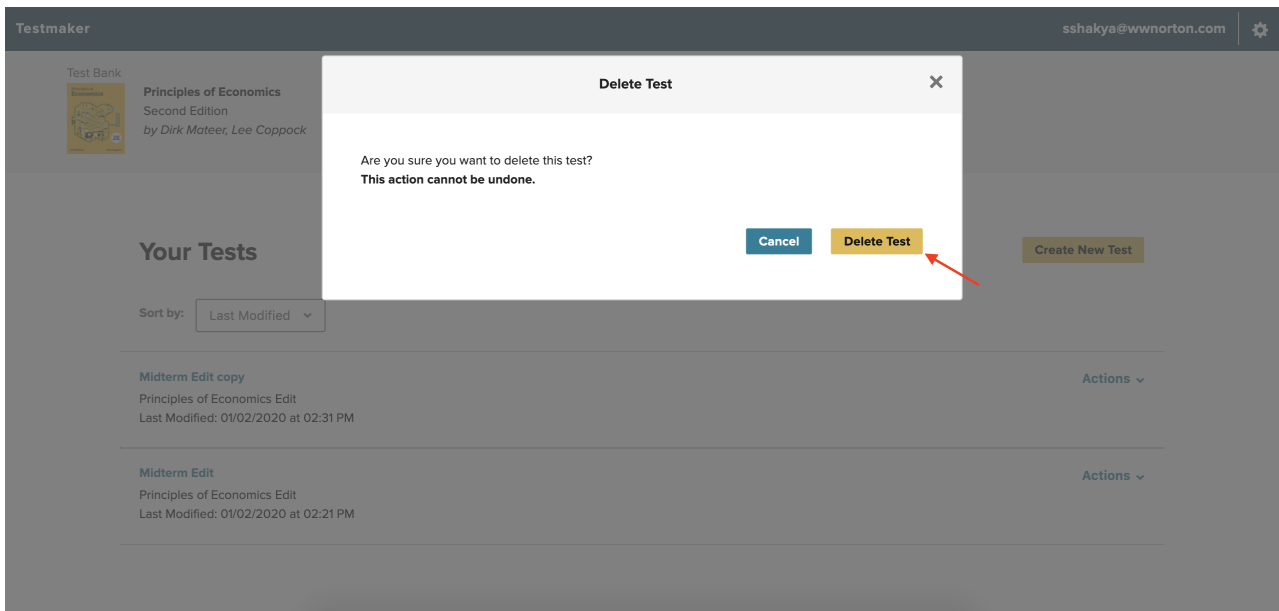 Testmaker
sshakya@wwnorton.com
Test Bank
Principles of Economics
Second Edition
by Dirk Mateer, Lee Coppock
Delete Test
Are you sure you want to delete this test?
This action cannot be undone.
Cancel
Delete Test
Your Tests
Create New Test
Sort by:
Last Modified
Midterm Edit copy
Actions
Principles of Economics Edit
Last Modified: 01/02/2020 at 02:31 PM
Midterm Edit
Actions
Principles of Economics Edit
Last Modified: 01/02/2020 at 02:21 PM